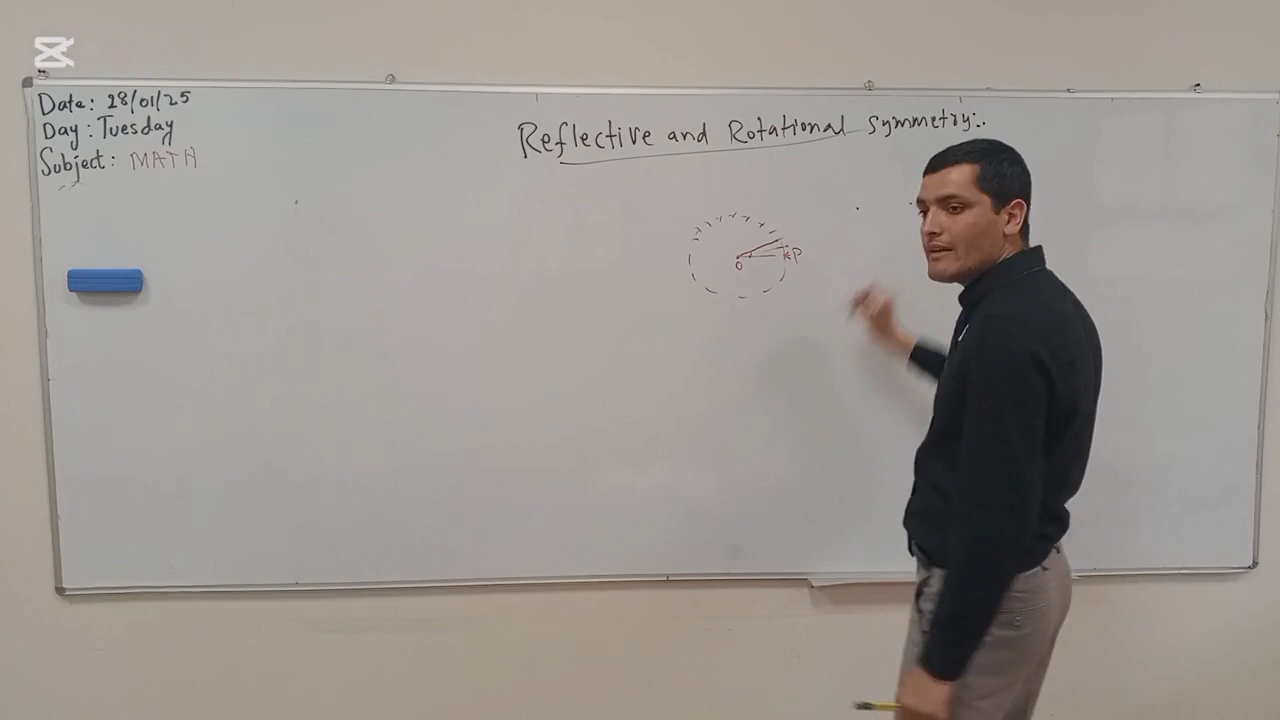 Date: 28/01/25
Day: Tuesday
Subject: MATH
Reflective and Rotational Symmetry:.
O
P